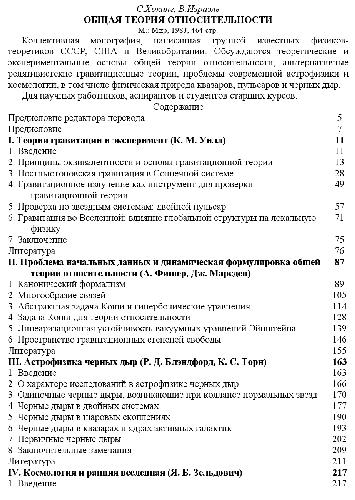 С.Хокинг, В.Израэль
ОБЩАЯ ТЕОРИЯ ОТНОСИТЕЛЬНОСТИ
М.: Мир, 1983, 464 стр.
Коллективная монография, написанная группой известных физиков-
теоретиков СССР, США и Великобритании. Обсуждаются теоретические и
экспериментальные основы общей теории относительности, альтернативные
релятивистские гравитационные теории, проблемы современной астрофизики и
космологии, в том числе физическая природа квазаров, пульсаров и черных дыр.
Для научных работников, аспирантов и студентов старших курсов.
Содержание
Предисловие редактора перевода 5
Предисловие 7
I. Теория гравитации и эксперимент (К. М. Уилл) 11
1 Введение 11
2 Принципы эквивалентности и основы гравитационной теории 13
3 Постньютоновская гравитация в Солнечной системе 28
4 Гравитационное излучение как инструмент для проверки 49
гравитационной теории
5 Проверка по звездным системам: двойной пульсар 57
6 Гравитация во Вселенной: влияние глобальной структуры на локальную 71
физику
7 Заключение 75
Литература 76
II. Проблема начальных данных и динамическая формулировка общей 87
теории относительности (А. Фишер, Дж. Марсден)
1 Канонический формализм 89
2 Многообразие связей 105
3 Абстрактная задача Коши и гиперболические уравнения 114
4 Задача Коши для теории относительности 128
5 Линеаризационная устойчивость вакуумных уравнений Эйнштейна 139
6 Пространство гравитационных степеней свободы 146
Литература 155
III. Астрофизика черных дыр (Р. Д. Блэндфорд, К. С. Торн) 163
1 Введение 163
2 О характере исследований в астрофизике черных дыр 166
3 Одиночные черные дыры, возникающие при коллапсе нормальных звезд 170
4 Черные дыры в двойных системах 177
5 Черные дыры в шаровых скоплениях 190
6 Черные дыры в квазарах и ядрах активных галактик 193
7 Первичные черные дыры 202
8 Заключительные замечания 209
Литература 211
IV. Космология и ранняя вселенная (Я. Б. Зельдович) 217
1 Введение 217